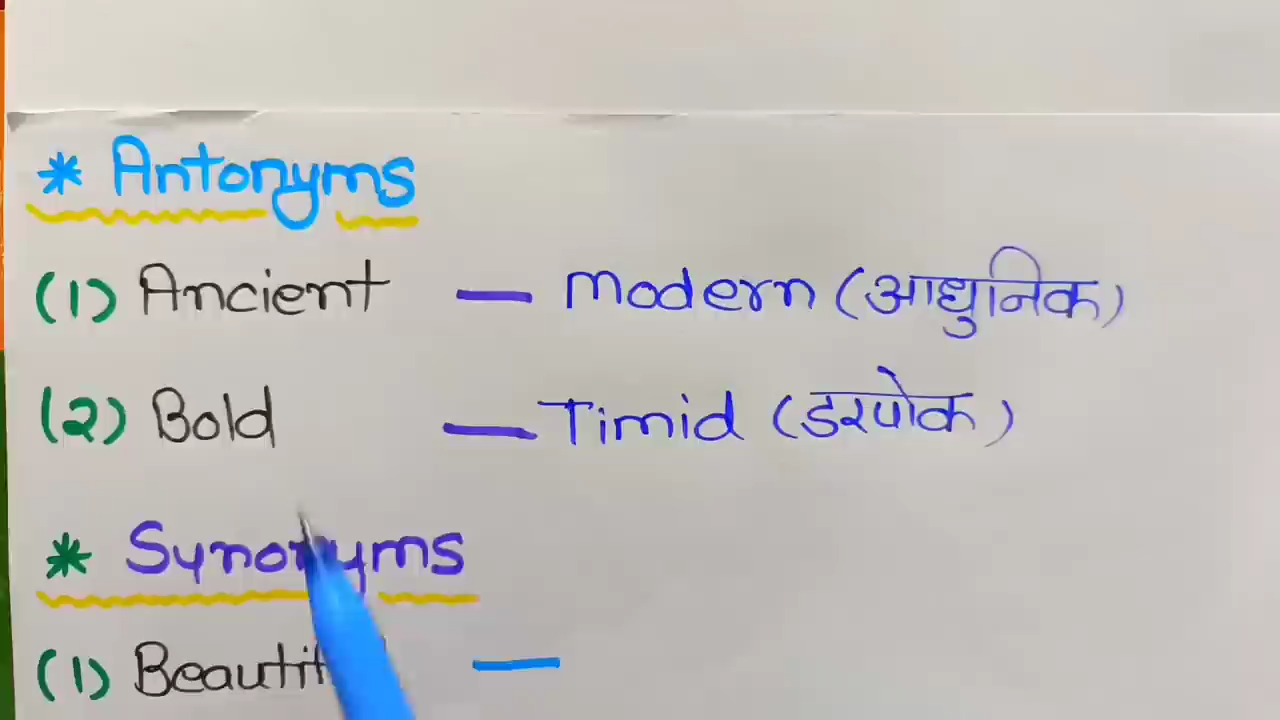 * Antonyms
(1) Ancient — Modern (आधुनिक)
(2) Bold — Timid (डरपोक)
* Synonyms
(1) —